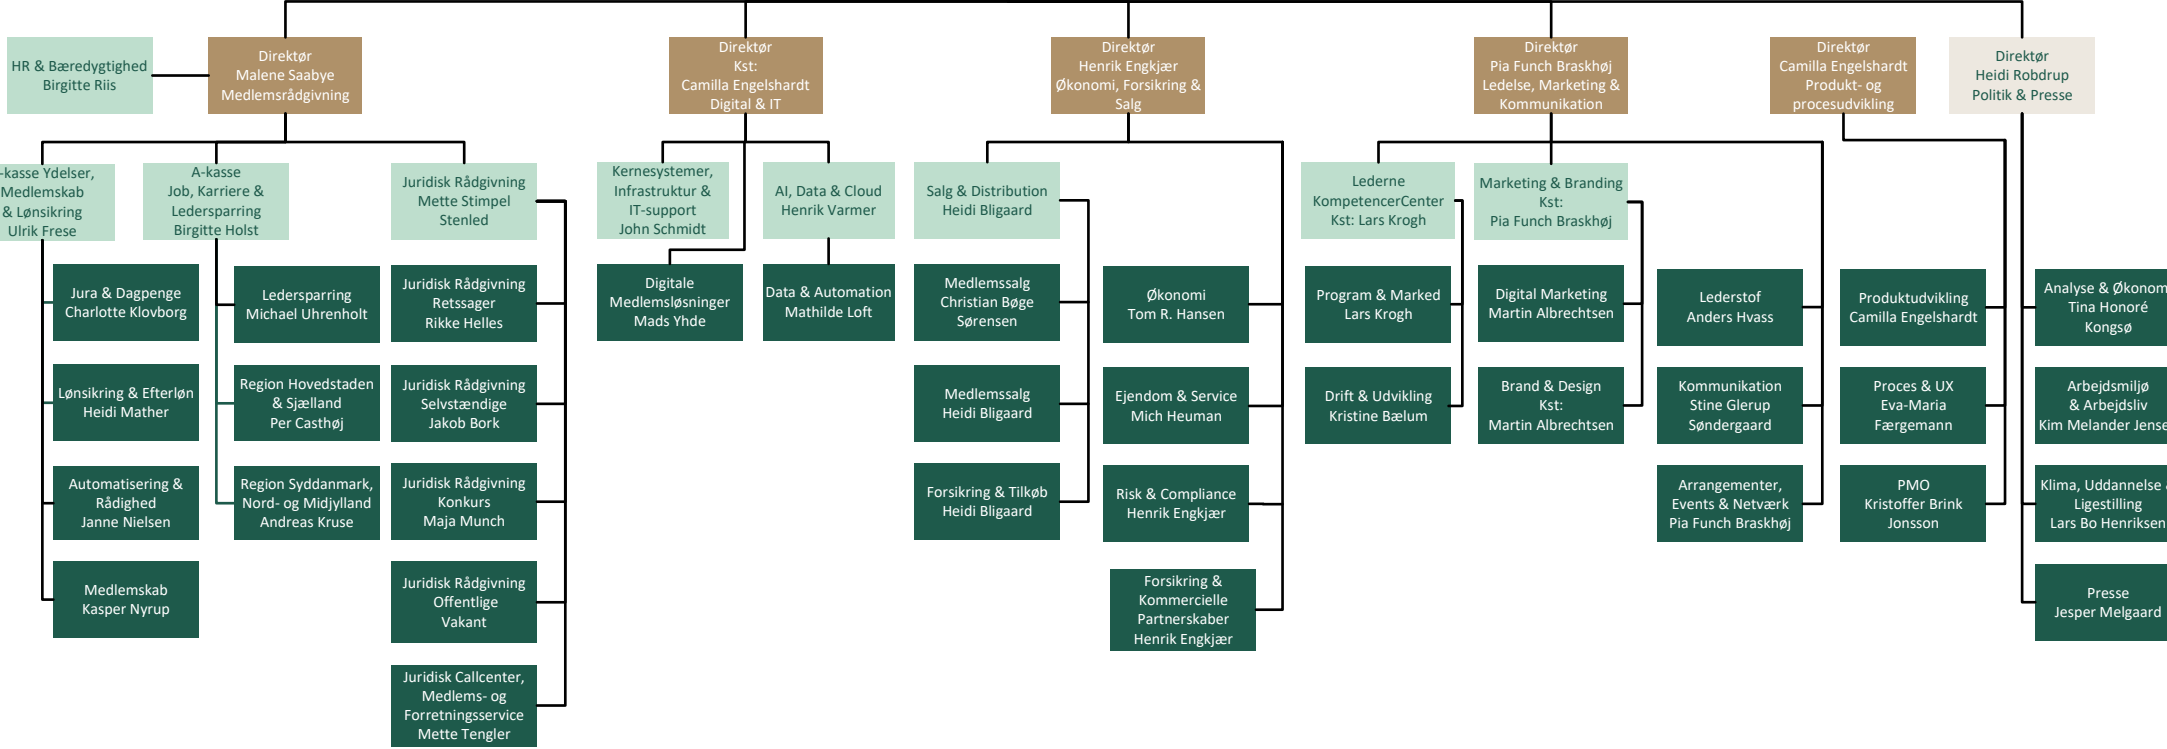 HR & Bæredygtighed
Birgitte Riis
Direktør
Malene Saabye
Medlemsrådgivning
Direktør
Kst:
Camilla Engelshardt
Digital & IT
Direktør
Henrik Engkjær
Økonomi, Forsikring &
Salg
Direktør
Pia Funch Braskhøj
Ledelse, Marketing &
Kommunikation
Direktør
Camilla Engelshardt
Produkt- og
procesudvikling
Direktør
Heidi Robdrup
Politik & Presse
-kasse Ydelser,
Medlemskab
& Lønsikring
Ulrik Frese
A-kasse
Job, Karriere &
Ledersparring
Birgitte Holst
Juridisk Rådgivning
Mette Stimpel
Stenled
Kernesystemer,
Infrastruktur &
IT-support
John Schmidt
AI, Data & Cloud
Henrik Varmer
Salg & Distribution
Heidi Bligaard
Lederne
KompetencerCenter
Kst: Lars Krogh
Marketing & Branding
Kst:
Pia Funch Braskhøj
Jura & Dagpenge
Charlotte Klovborg
Ledersparring
Michael Uhrenholt
Juridisk Rådgivning
Retssager
Rikke Helles
Digitale
Medlemsløsninger
Mads Yhde
Data & Automation
Mathilde Loft
Medlemssalg
Christian Bøge
Sørensen
Økonomi
Tom R. Hansen
Program & Marked
Lars Krogh
Digital Marketing
Martin Albrechtsen
Lederstof
Anders Hvass
Produktudvikling
Camilla Engelshardt
Analyse & Økonom
Tina Honoré
Kongsø
Lønsikring & Efterløn
Heidi Mather
Region Hovedstaden
& Sjælland
Per Casthøj
Juridisk Rådgivning
Selvstændige
Jakob Bork
Medlemssalg
Heidi Bligaard
Ejendom & Service
Mich Heuman
Drift & Udvikling
Kristine Bælum
Brand & Design
Kst:
Martin Albrechtsen
Kommunikation
Stine Glerup
Søndergaard
Proces & UX
Eva-Maria
Færgemann
Arbejdsmiljø
& Arbejdsliv
Kim Melander Jense
Automatisering &
Rådighed
Janne Nielsen
Region Syddanmark,
Nord- og Midjylland
Andreas Kruse
Juridisk Rådgivning
Konkurs
Maja Munch
Forsikring & Tilkøb
Heidi Bligaard
Risk & Compliance
Henrik Engkjær
Arrangementer,
Events & Netværk
Pia Funch Braskhøj
PMO
Kristoffer Brink
Jonsson
Klima, Uddannelse &
Ligestilling
Lars Bo Henriksen
Medlemskab
Kasper Nyrup
Juridisk Rådgivning
Offentlige
Vakant
Forsikring &
Kommercielle
Partnerskaber
Henrik Engkjær
Presse
Jesper Melgaard
Juridisk Callcenter,
Medlems- og
Forretningsservice
Mette Tengler